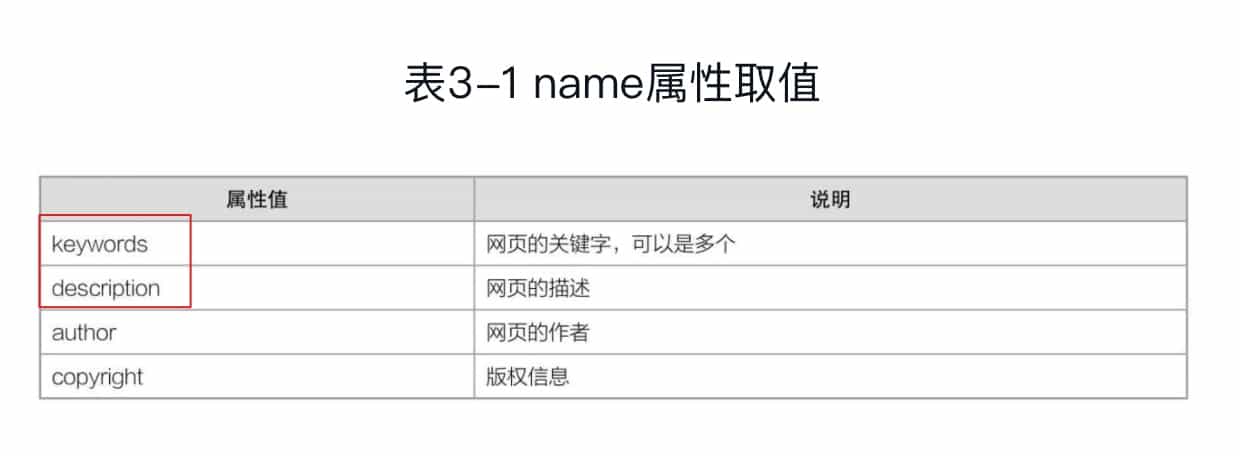 表3-1 name属性取值
属性值 说明
keywords 网页的关键字，可以是多个
description 网页的描述
author 网页的作者
copyright 版权信息